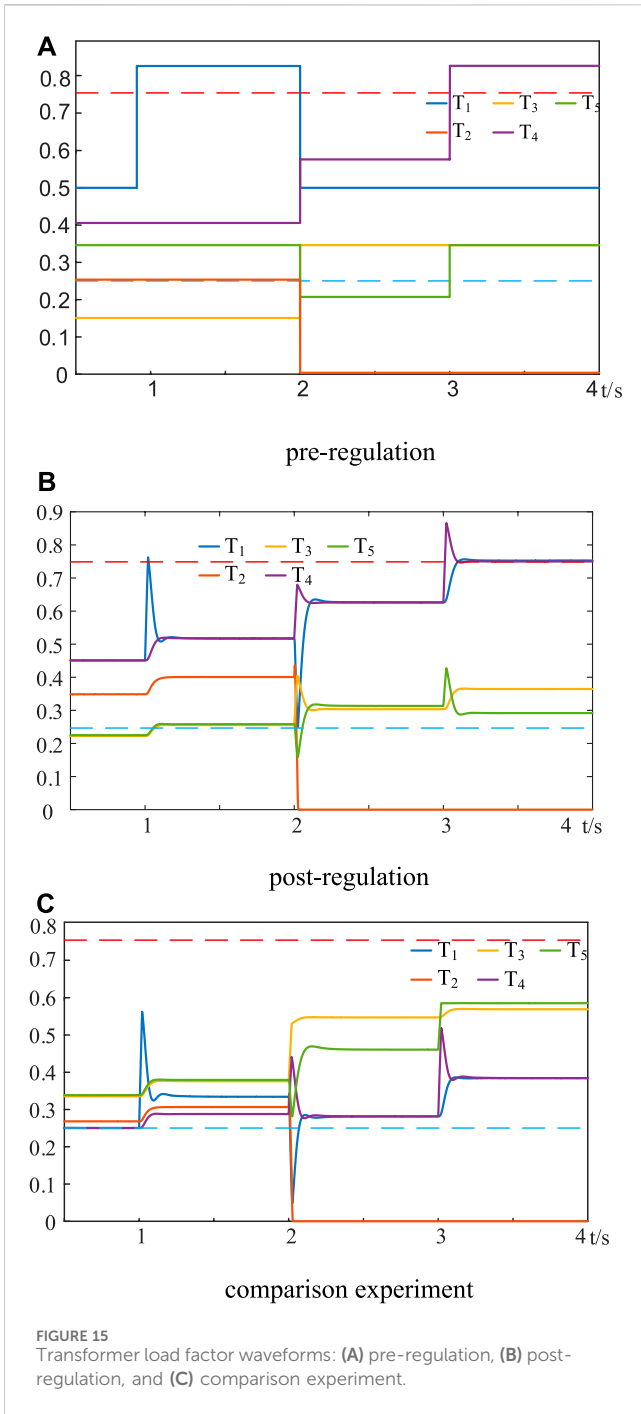 A
0.8
0.7
0.6
0.5
0.4
0.3
0.2
0.1
0
T1 T3 T5
T2 T4
1 2 3 4 t/s
pre-regulation
B
0.9
0.8
0.7
0.6
0.5
0.4
0.3
0.2
0.1
0
T1 T3 T5
T2 T4
1 2 3 4 t/s
post-regulation
C
0.8
0.7
0.6
0.5
0.4
0.3
0.2
0.1
0
T1 T3 T5
T2 T4
1 2 3 4 t/s
comparison experiment
FIGURE 15
Transformer load factor waveforms: (A) pre-regulation, (B) post-
regulation, and (C) comparison experiment.